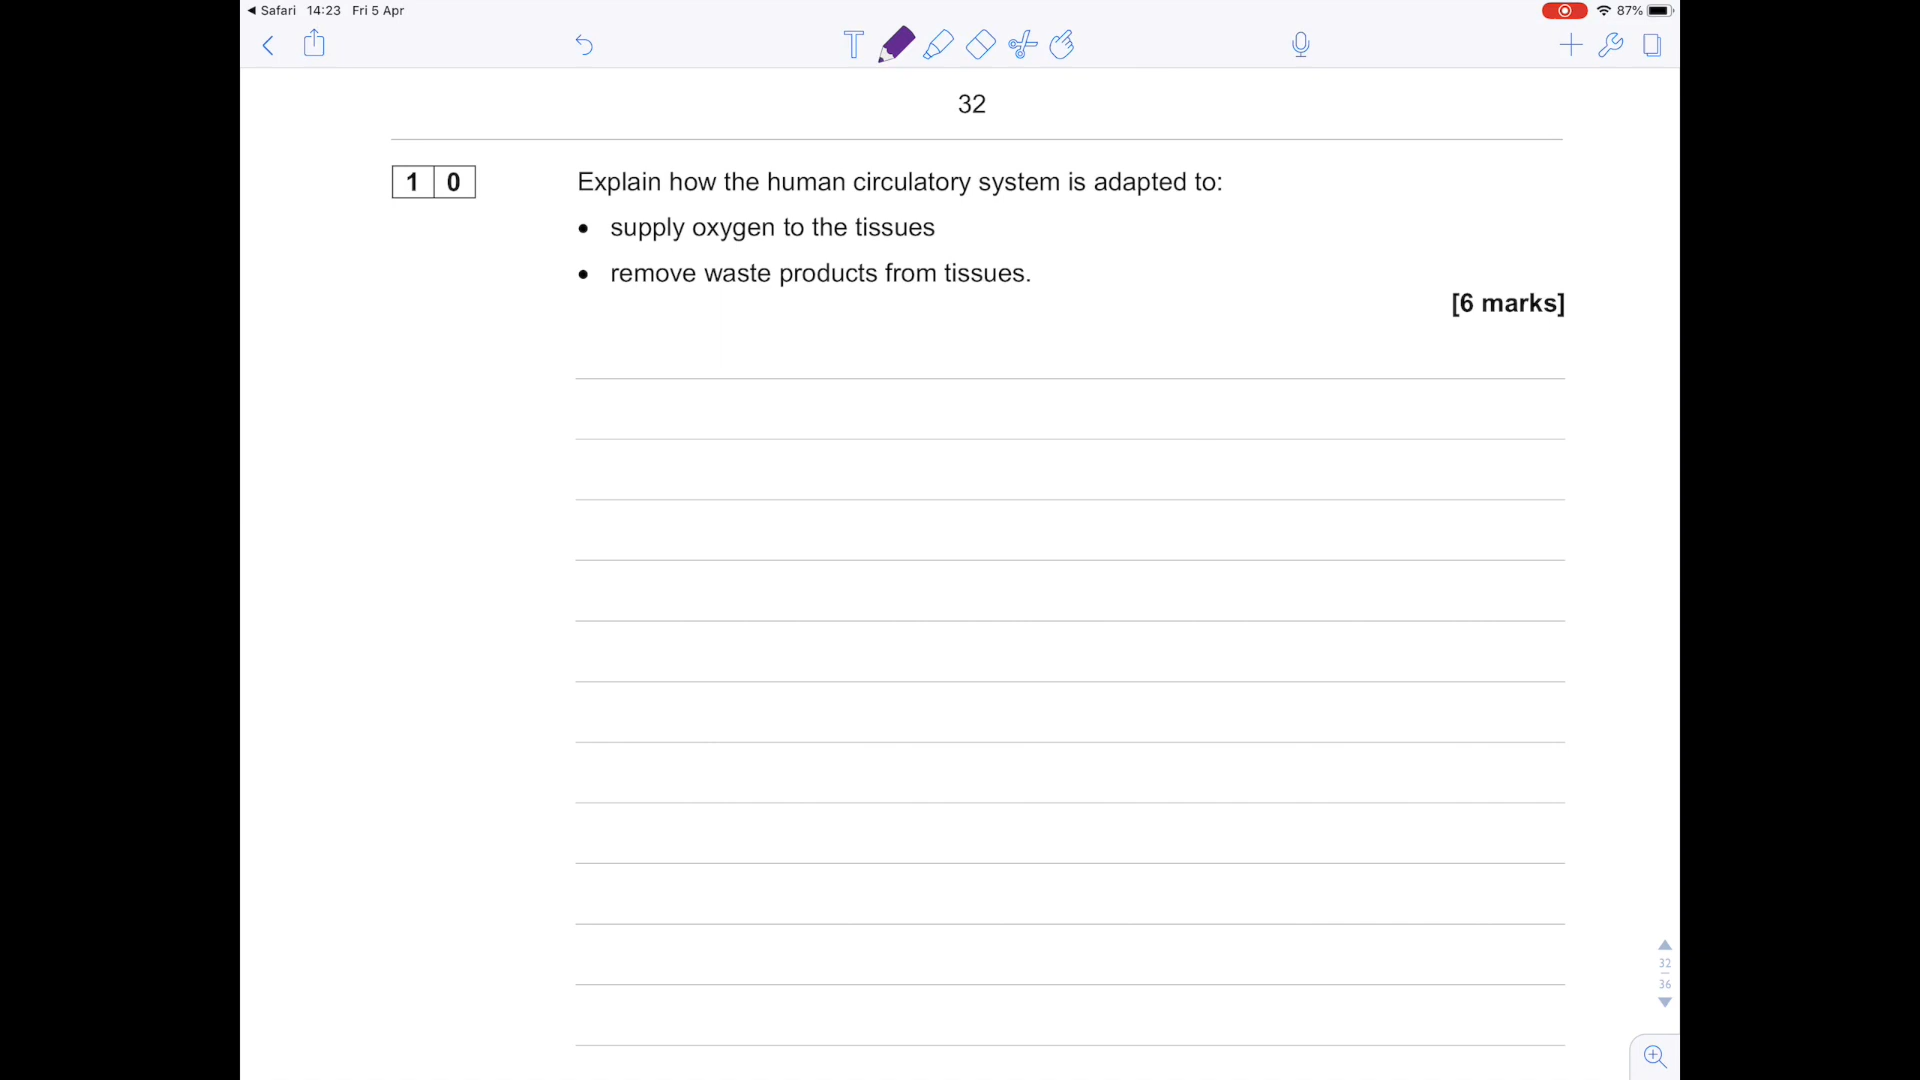 Safari 14:23 Fri 5 Apr 87%
T
32
1 0 Explain how the human circulatory system is adapted to:
• supply oxygen to the tissues
• remove waste products from tissues.
[6 marks]
32
36